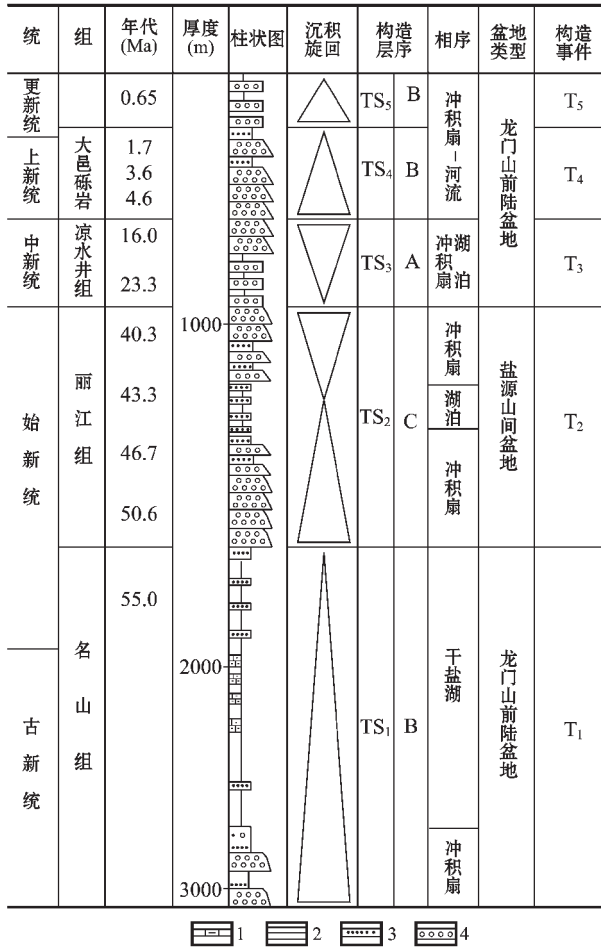 统 组 年代(Ma) 厚度(m) 柱状图 沉积旋回 构造层序 相序 盆地类型 构造事件
更新统 0.65 TS5 B 冲积扇-河流 龙门山前陆盆地 T5
上新统 大邑砾岩 1.7 3.6 4.6 TS4 B T4
中新统 凉水井组 16.0 23.3 TS3 A 冲积扇 湖泊 T3
始新统 丽江组 40.3 43.3 46.7 50.6 1000 TS2 C 冲积扇 湖泊 冲积扇 盐源山间盆地 T2
名山组 55.0 2000 TS1 B 干盐湖 龙门山前陆盆地 T1
古新统 3000 冲积扇
1 2 3 4